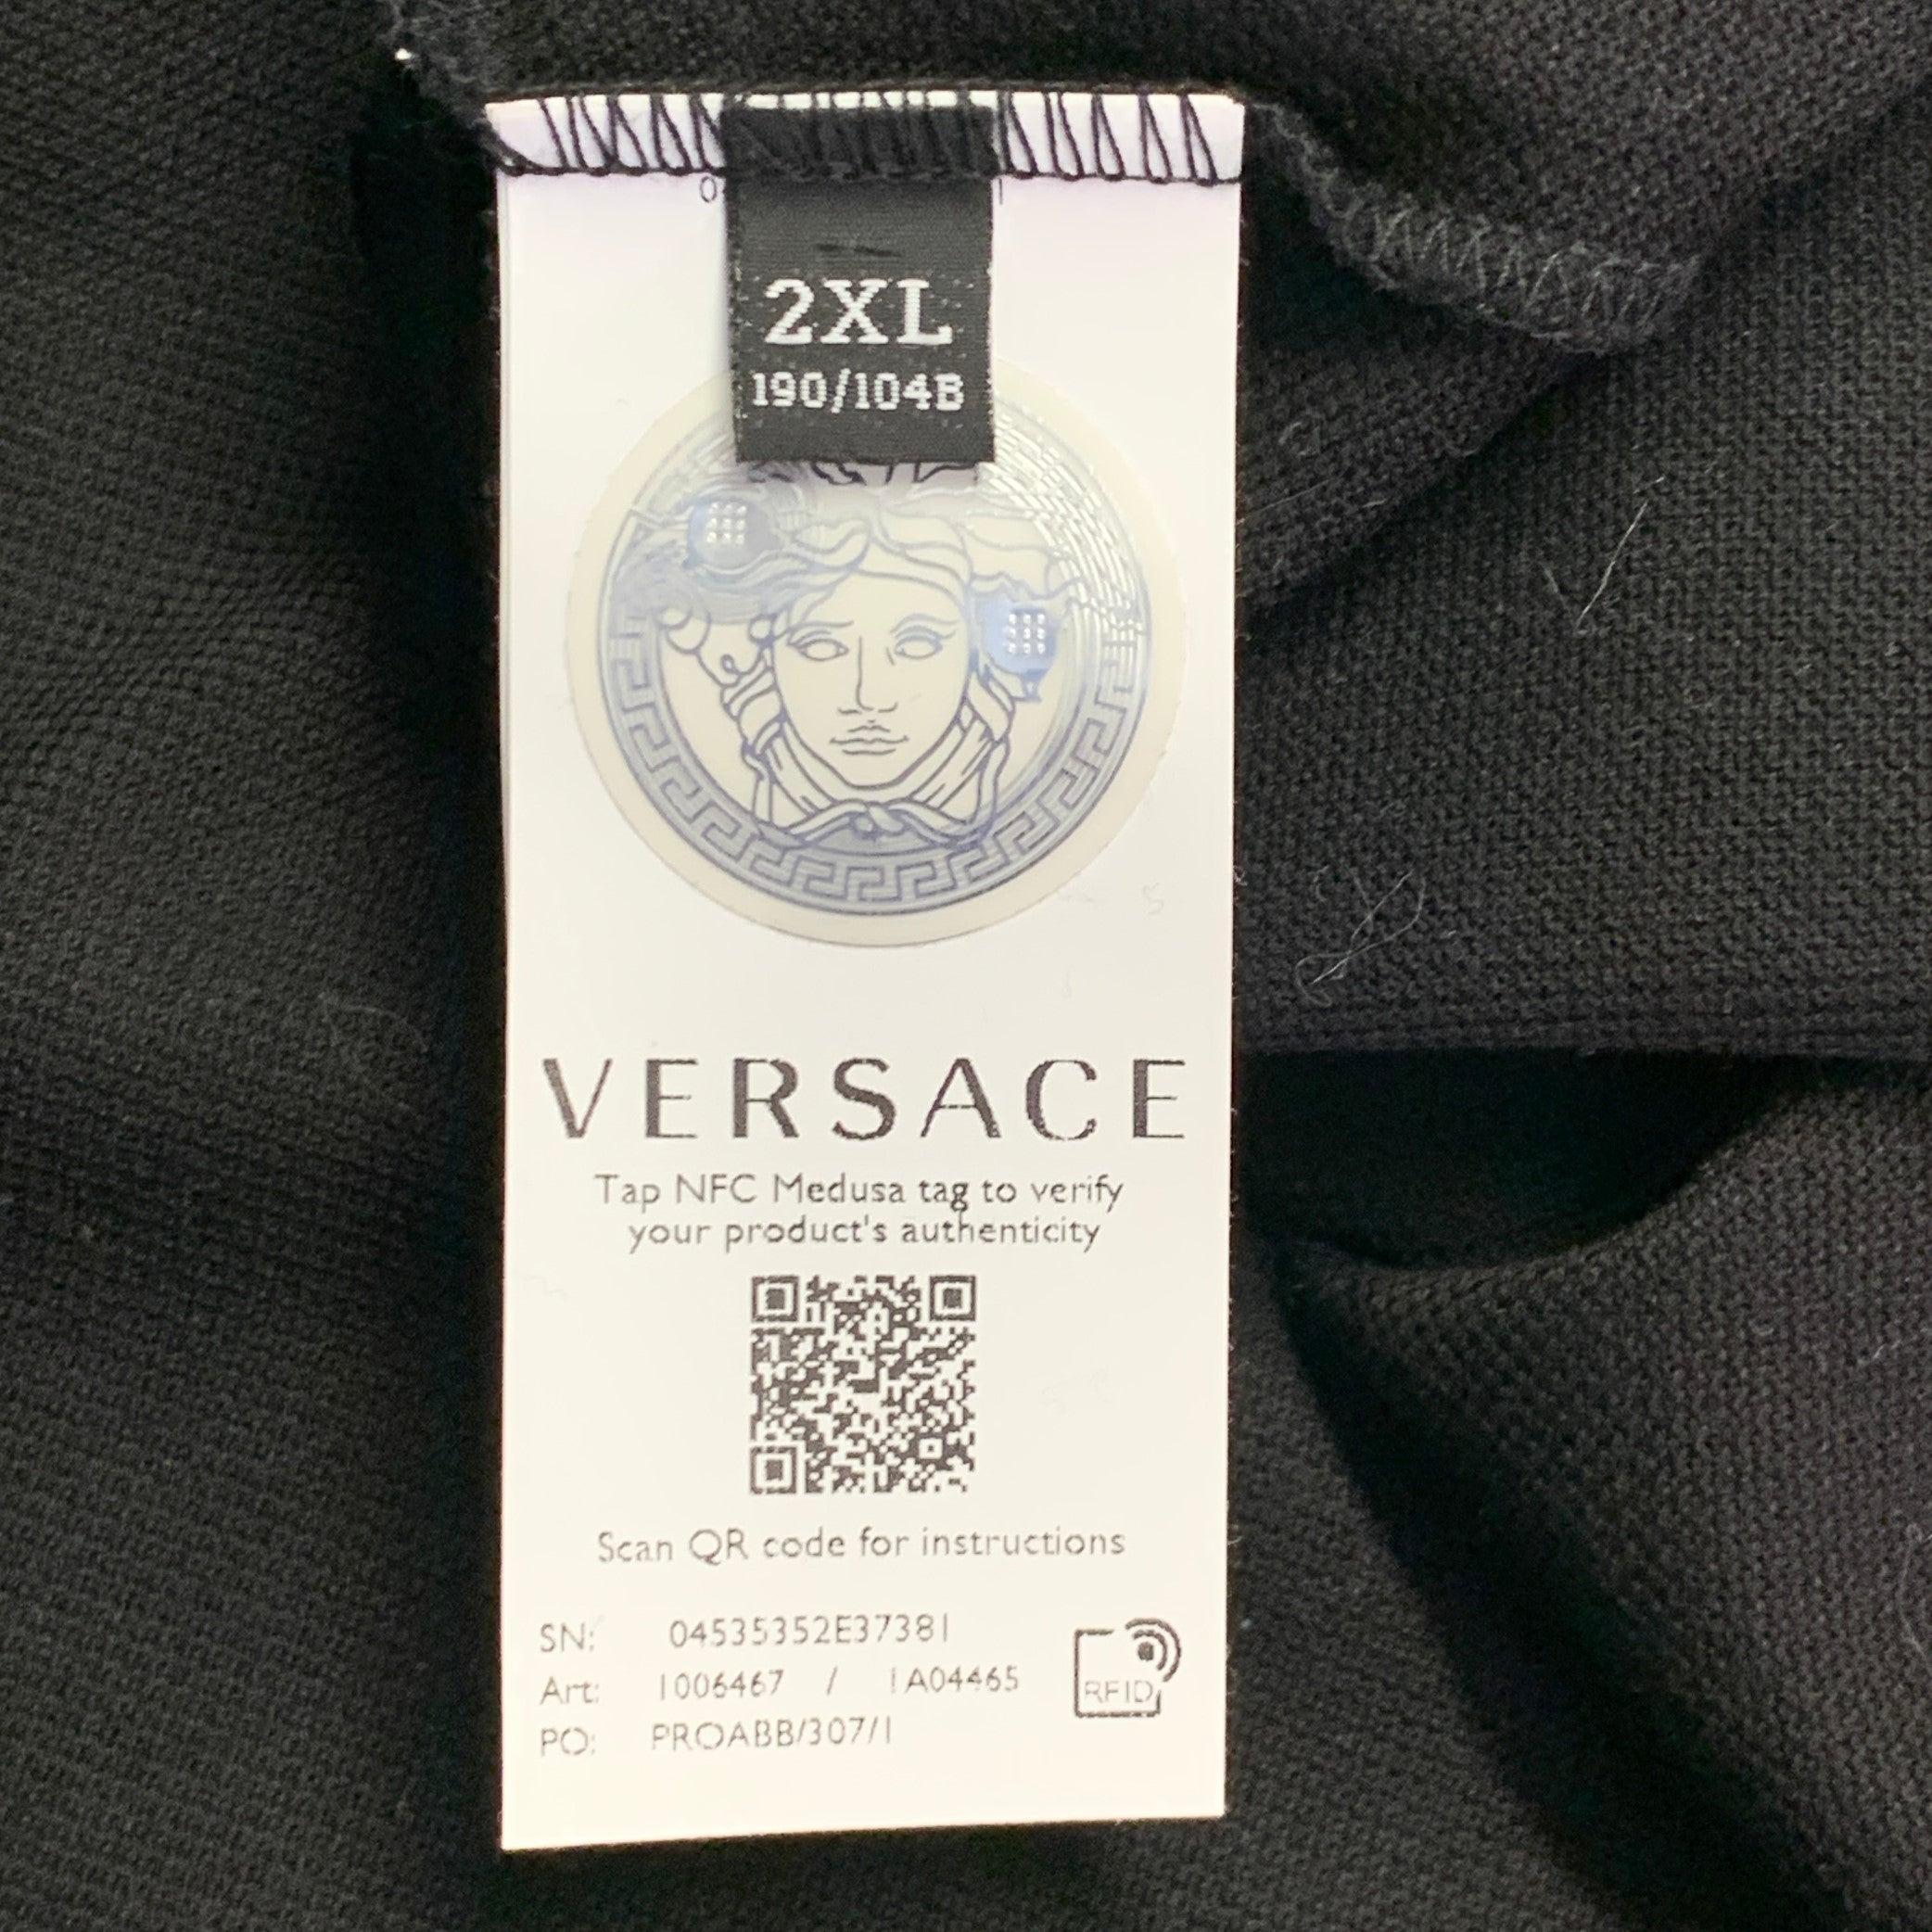 2XL
190/104B
VERSACE
Tap NFC Medusa tag to verify
your product's authenticity
Scan QR code for instructions
SN: 04535352E37381
Art: 1006467 / 1A04465
PO: PROABB/307/1
RFID